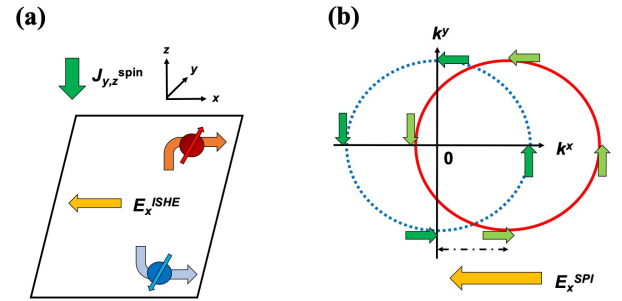 (a)
(b)
z
y
x
J_{y,z}^{spin}
E_x^{ISHE}
k^y
k^x
0
E_x^{SPI}